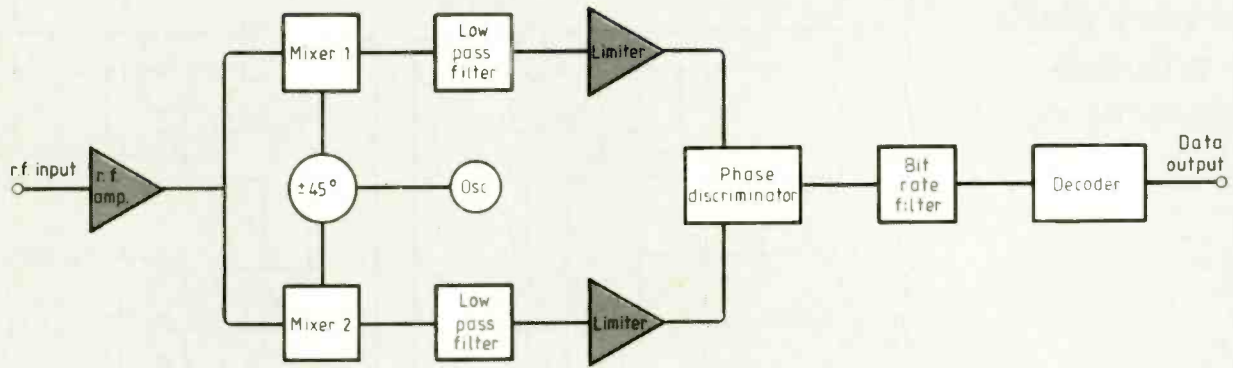 r.f. input
r.f.
amp.
Mixer 1
Low
pass
filter
Limiter
±45°
Osc
Mixer 2
Low
pass
filter
Limiter
Phase
discriminator
Bit
rate
filter
Decoder
Data
output